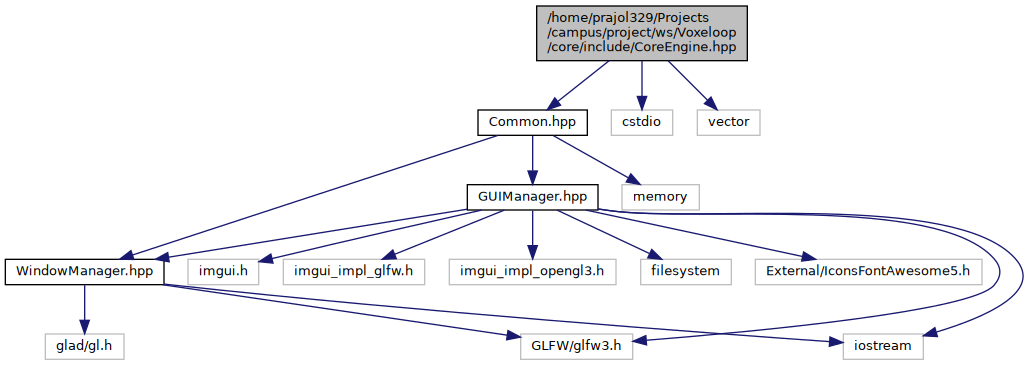 /home/prajol329/Projects
/campus/project/ws/Voxeloop
/core/include/CoreEngine.hpp
Common.hpp
cstdio
vector
GUIManager.hpp
memory
WindowManager.hpp
imgui.h
imgui_impl_glfw.h
imgui_impl_opengl3.h
filesystem
External/IconsFontAwesome5.h
glad/gl.h
GLFW/glfw3.h
iostream